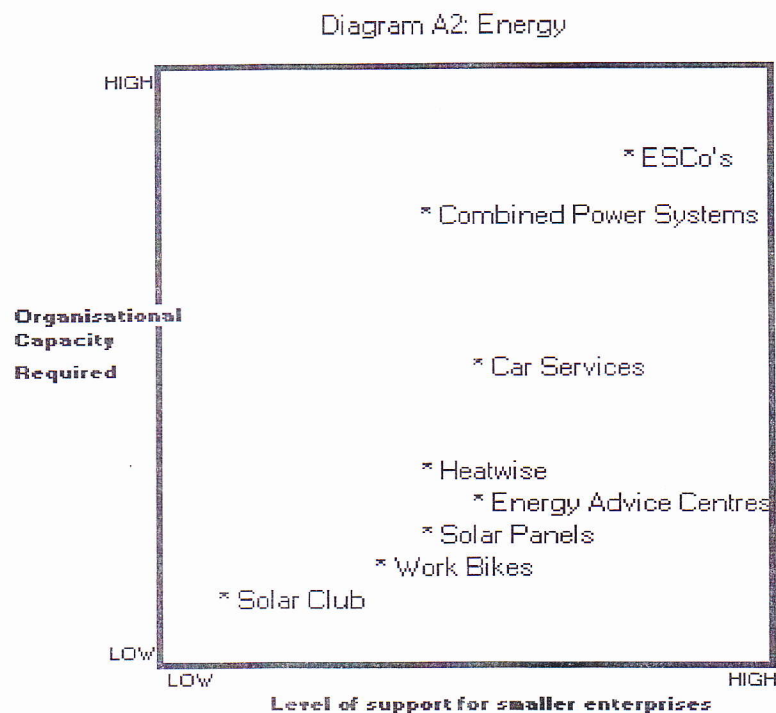 Diagram A2: Energy
HIGH
* ESCo's
* Combined Power Systems
Organisational
Capacity
Required
* Car Services
* Heatwise
* Energy Advice Centres
* Solar Panels
* Work Bikes
* Solar Club
LOW
LOW
HIGH
Level of support for smaller enterprises